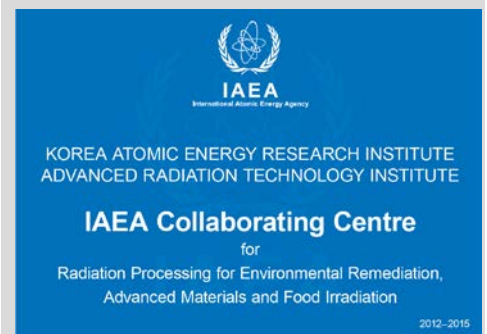 IAEA
International Atomic Energy Agency
KOREA ATOMIC ENERGY RESEARCH INSTITUTE
ADVANCED RADIATION TECHNOLOGY INSTITUTE
IAEA Collaborating Centre
for
Radiation Processing for Environmental Remediation,
Advanced Materials and Food Irradiation
2012–2015